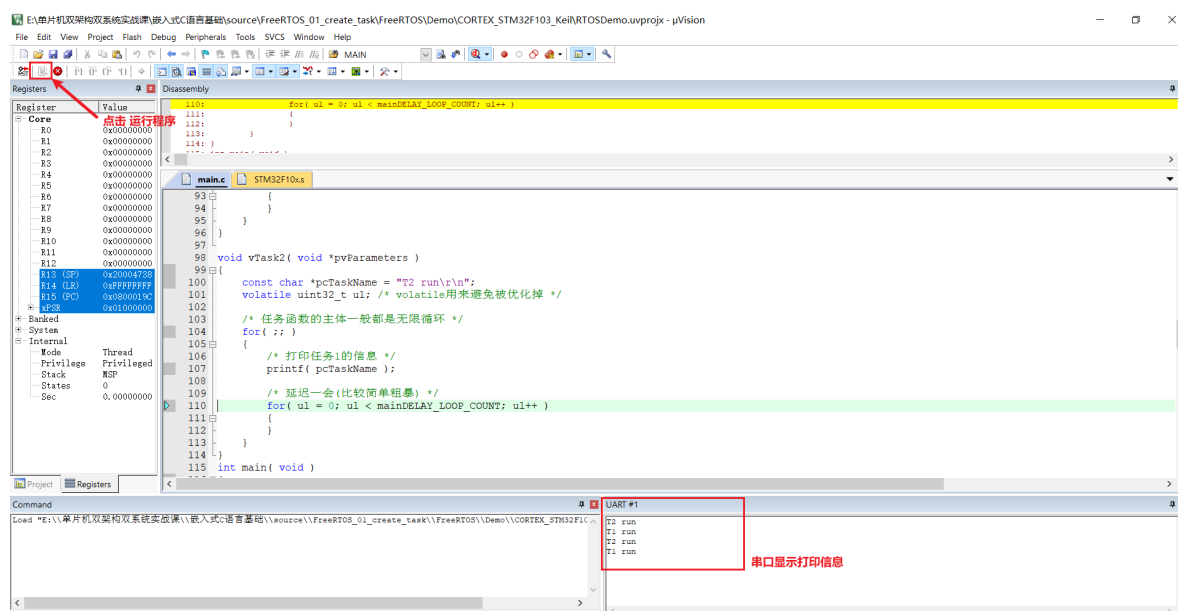 E:\单片机双架构双系统实战课\嵌入式C语言基础\source\FreeRTOS_01_create_task\FreeRTOS\Demo\CORTEX_STM32F103_Keil\RTOSDemo.uvprojx - µVision
File Edit View Project Flash Debug Peripherals Tools SVCS Window Help
MAIN
Registers
Register Value
Core
R0 0x00000000
R1 0x00000000
R2 0x00000000
R3 0x00000000
R4 0x00000000
R5 0x00000000
R6 0x00000000
R7 0x00000000
R8 0x00000000
R9 0x00000000
R10 0x00000000
R11 0x00000000
R12 0x00000000
R13 (SP) 0x20004738
R14 (LR) 0xFFFFFFFF
R15 (PC) 0x0800019C
xPSR 0x01000000
Banked
System
Internal
Mode Thread
Privilege Privileged
Stack MSP
States 0
Sec 0.00000000
Project Registers
点击 运行程序
Disassembly
110: for( ul = 0; ul < mainDELAY_LOOP_COUNT; ul++ )
111: {
112: }
113: }
114: }
main.c STM32F10x.s
93 {
94 }
95 }
96 }
97
98 void vTask2( void *pvParameters )
99 {
100 const char *pcTaskName = "T2 run\r\n";
101 volatile uint32_t ul; /* volatile用来避免被优化掉 */
102
103 /* 任务函数的主体一般都是无限循环 */
104 for( ;; )
105 {
106 /* 打印任务1的信息 */
107 printf( pcTaskName );
108
109 /* 延迟一会(比较简单粗暴) */
110 for( ul = 0; ul < mainDELAY_LOOP_COUNT; ul++ )
111 {
112 }
113 }
114 }
115 int main( void )
Command
Load "E:\\单片机双架构双系统实战课\\嵌入式C语言基础\\source\\FreeRTOS_01_create_task\\FreeRTOS\\Demo\\CORTEX_STM32F10
UART #1
T2 run
T1 run
T2 run
T1 run
串口显示打印信息